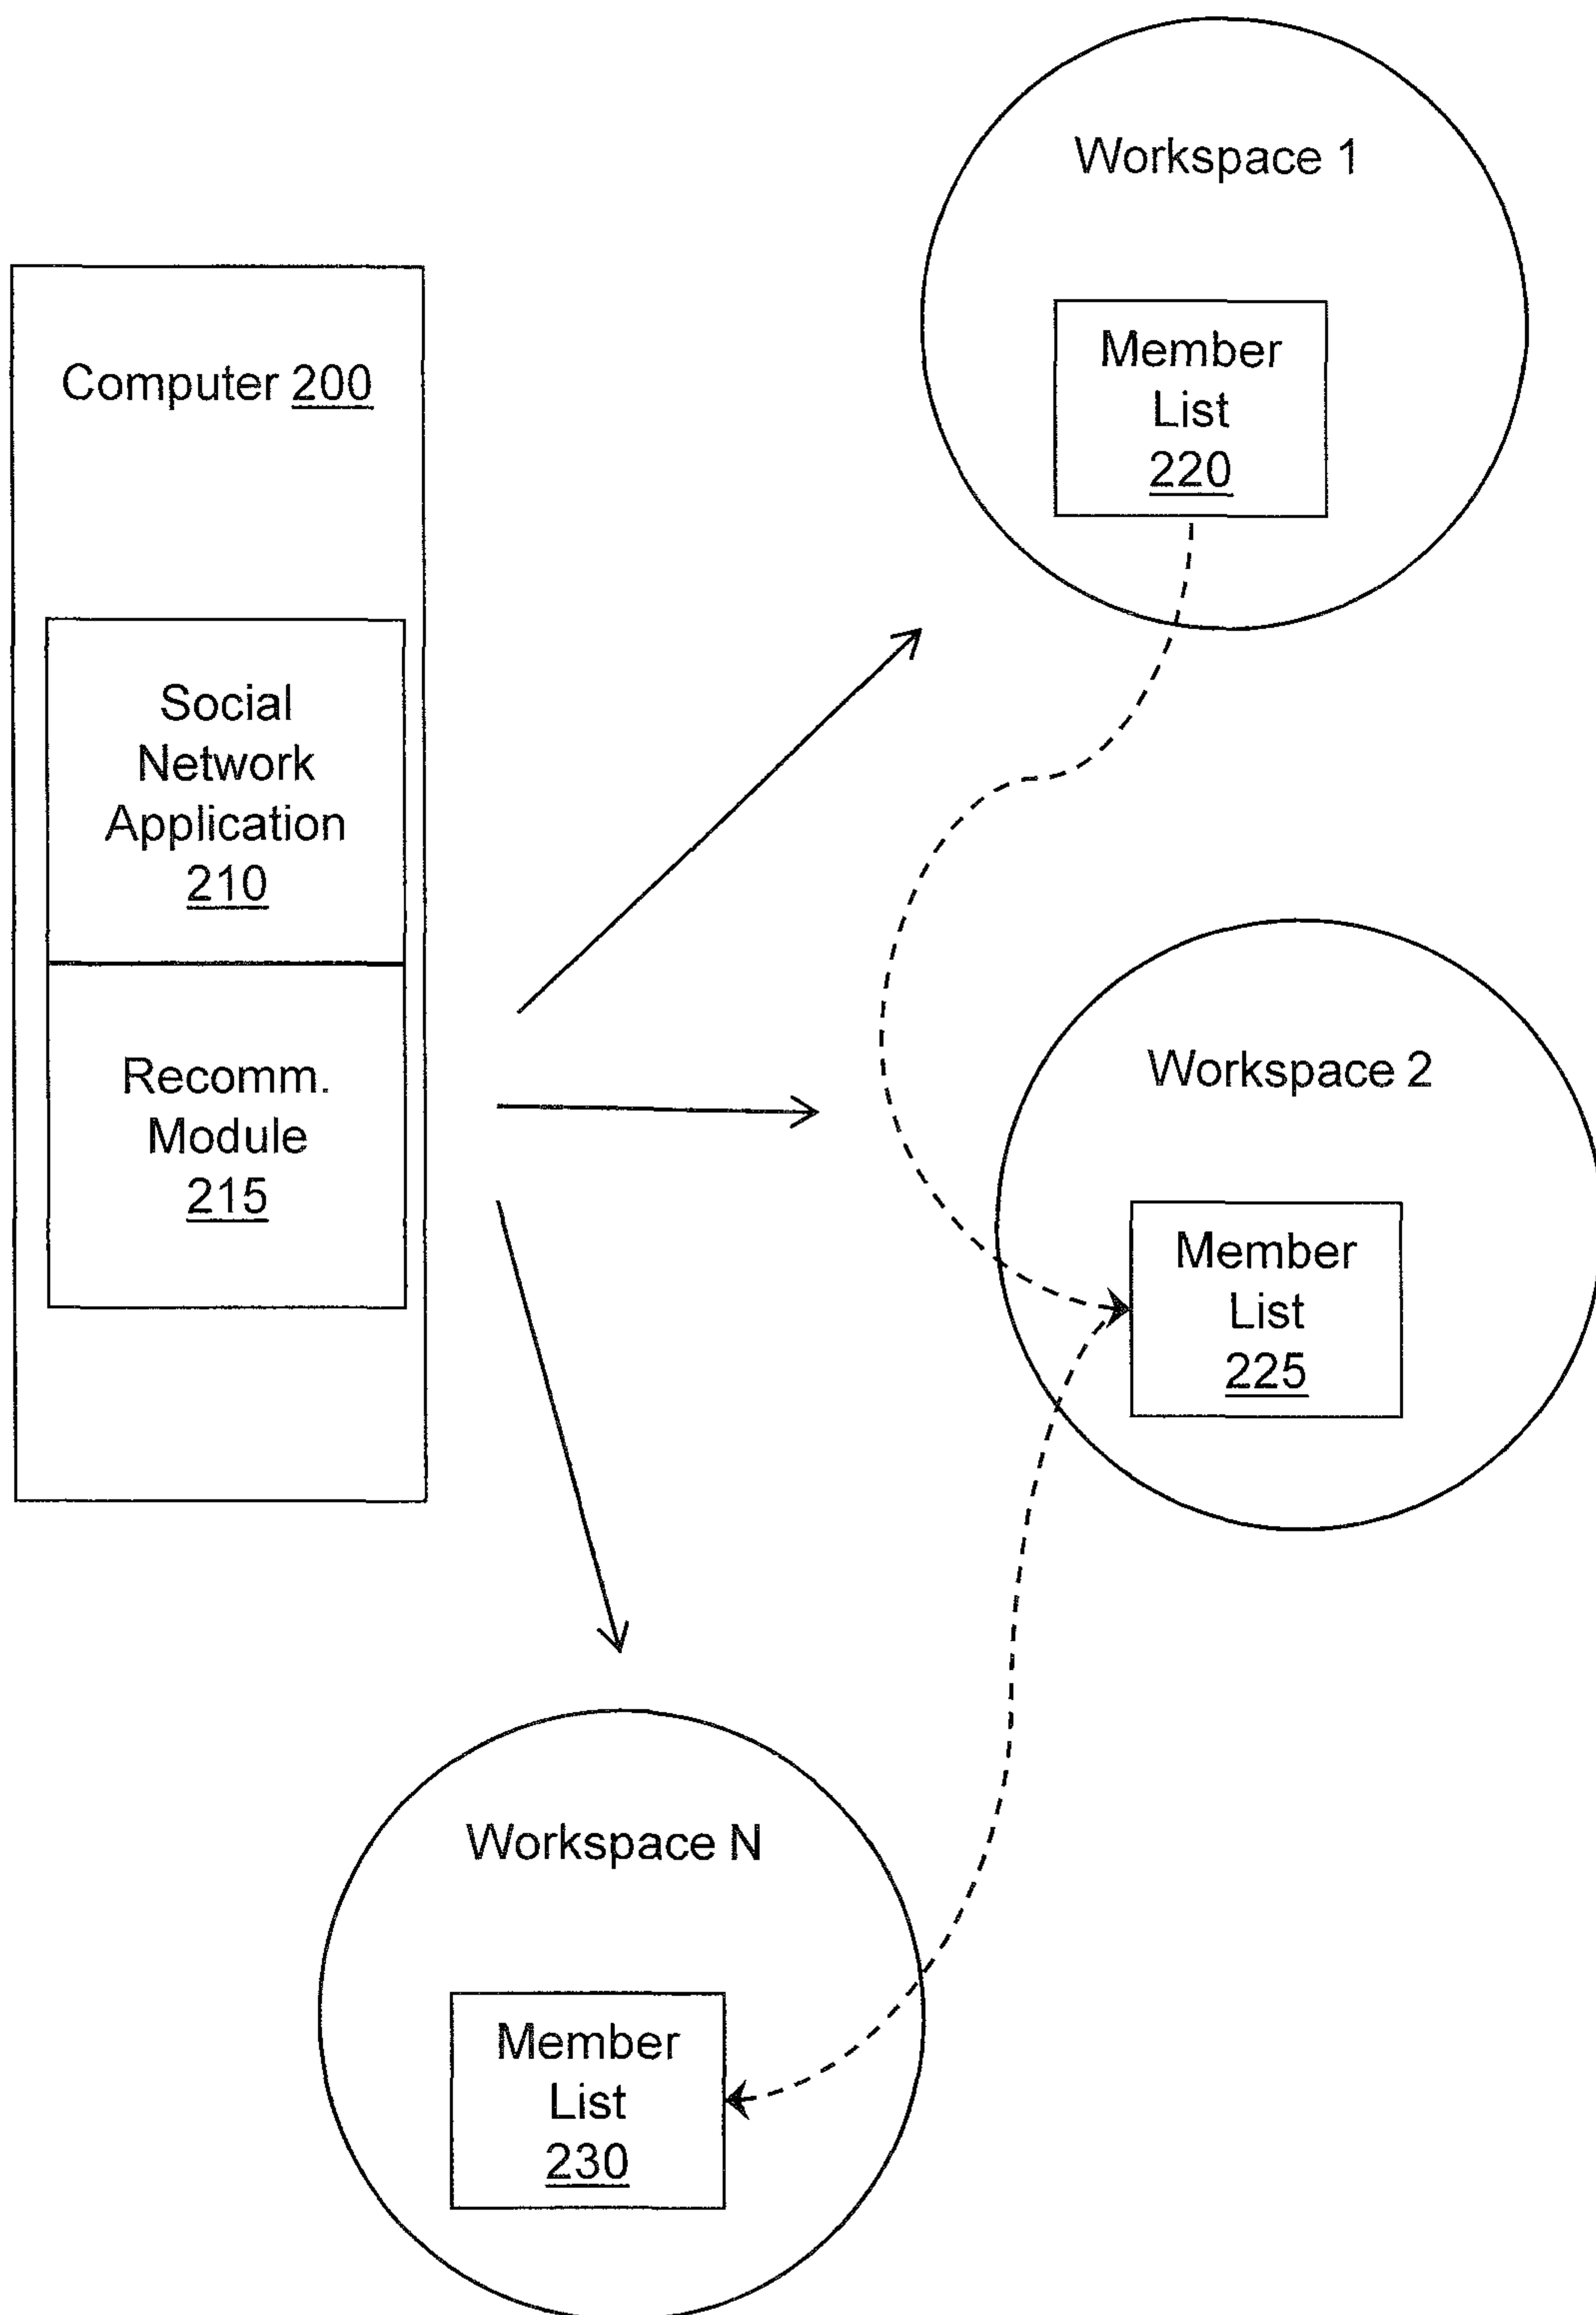 Computer 200
Social
Network
Application
210
Recomm.
Module
215
Workspace 1
Member
List
220
Workspace 2
Member
List
225
Workspace N
Member
List
230